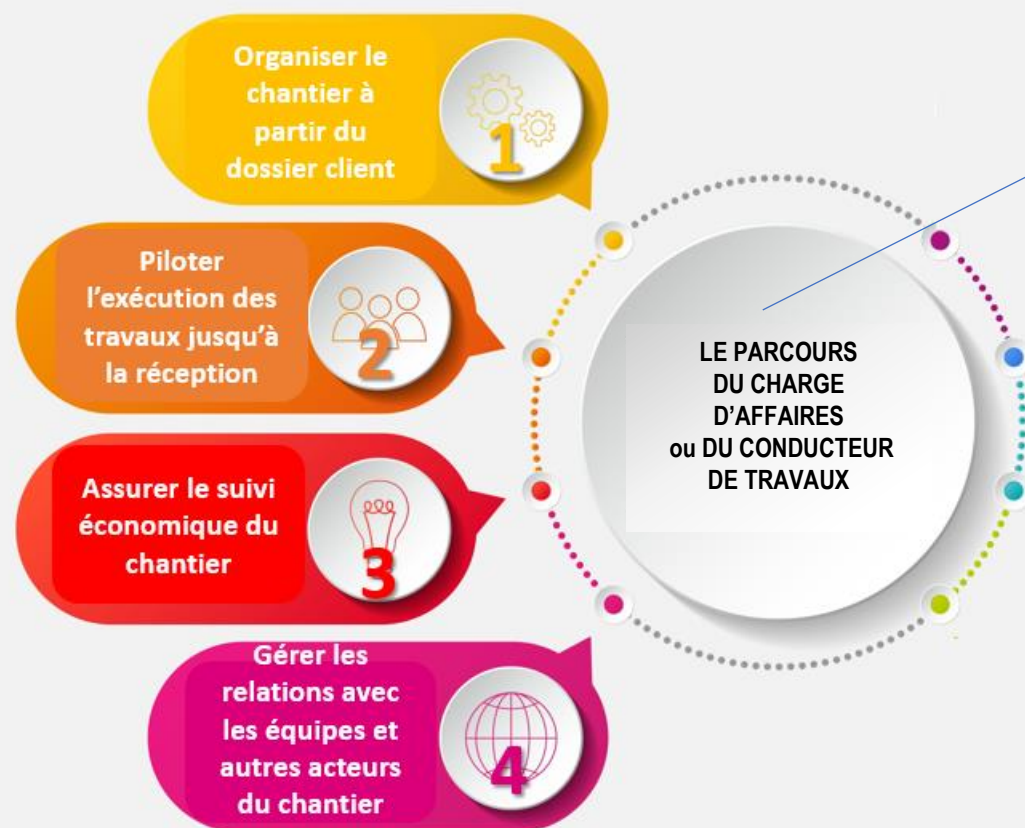 Organiser le
chantier à
partir du
dossier client
1
Piloter
l'exécution des
travaux jusqu'à
la réception
2
Assurer le suivi
économique du
chantier
3
Gérer les
relations avec
les équipes et
autres acteurs
du chantier
4
LE PARCOURS
DU CHARGE
D'AFFAIRES
ou DU CONDUCTEUR
DE TRAVAUX